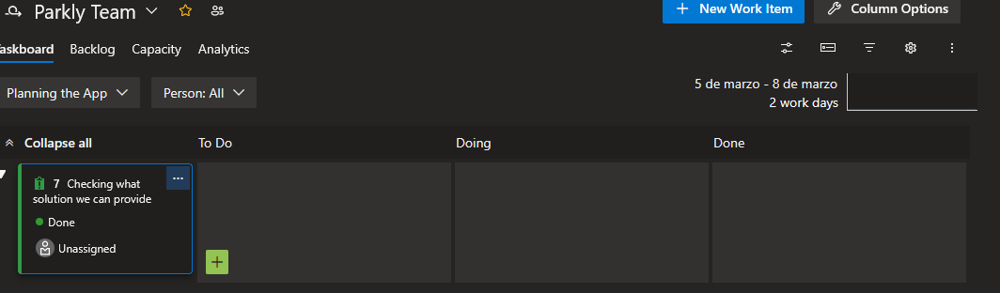 Parkly Team
New Work Item
Column Options
askboard Backlog Capacity Analytics
Planning the App
Person: All
5 de marzo - 8 de marzo
2 work days
Collapse all
To Do
Doing
Done
7 Checking what
solution we can provide
Done
Unassigned